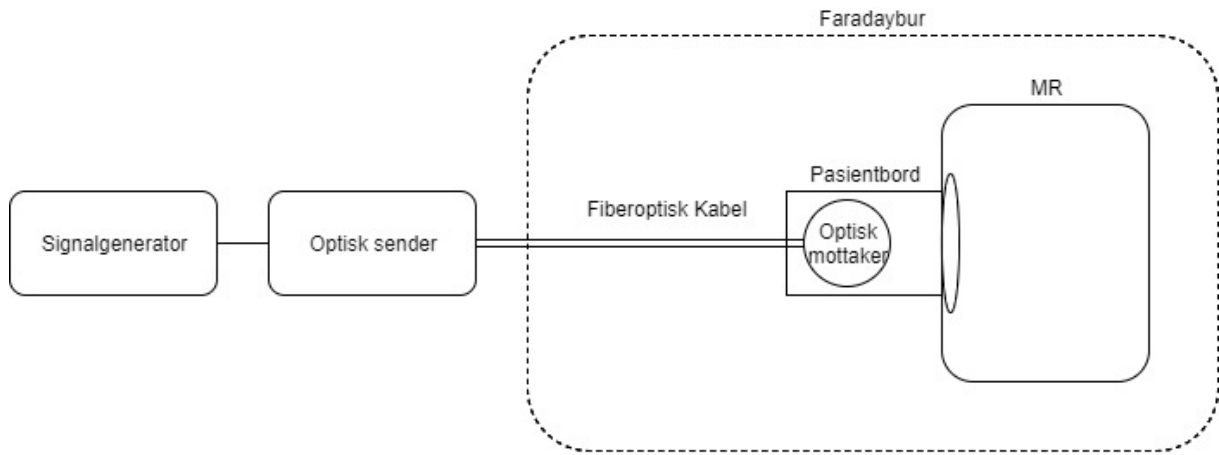 Faradaybur
MR
Pasientbord
Fiberoptisk Kabel
Signalgenerator
Optisk sender
Optisk
mottaker